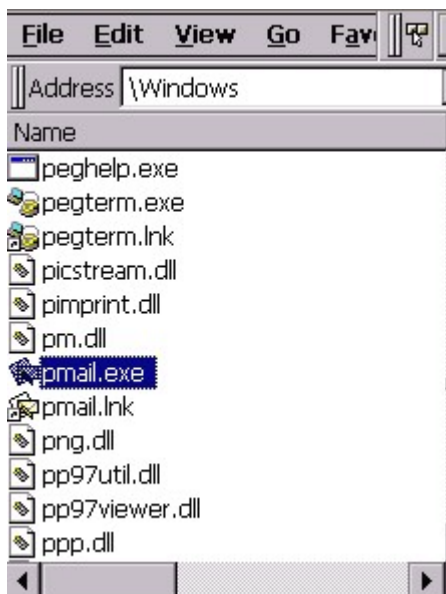 File Edit View Go Fav
Address \Windows
Name
peghelp.exe
pegterm.exe
pegterm.lnk
picstream.dll
pimprint.dll
pm.dll
pmail.exe
pmail.lnk
png.dll
pp97util.dll
pp97viewer.dll
ppp.dll